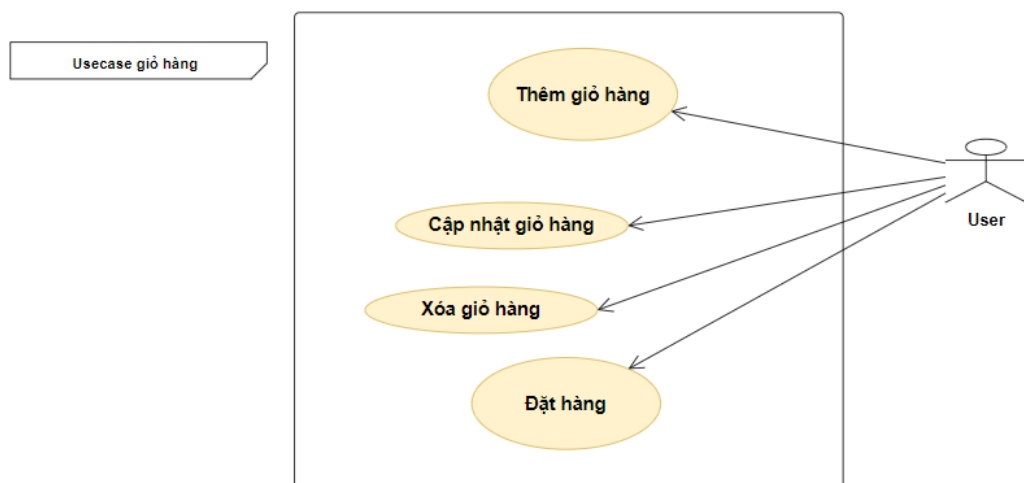 Usecase giỏ hàng
Thêm giỏ hàng
Cập nhật giỏ hàng
User
Xóa giỏ hàng
Đặt hàng